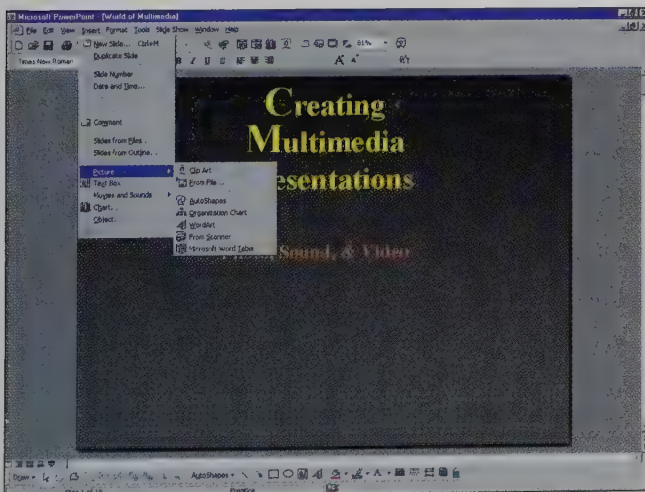 Microsoft PowerPoint - [World of Multimedia]
File Edit View Insert Format Tools Slide Show Window Help
New Slide... Ctrl+M
81%
Duplicate Slide
Times New Roman
B I U S
Slide Number
Date and Time...
Comment
Slides from Files...
Slides from Outline...
Picture
Text Box
Movies and Sounds
Chart...
Object...
Clip Art
From File...
AutoShapes
Organization Chart
WordArt
From Scanner
Microsoft Word Table
Creating
Multimedia
esentations
Sound, & Video
Draw AutoShapes